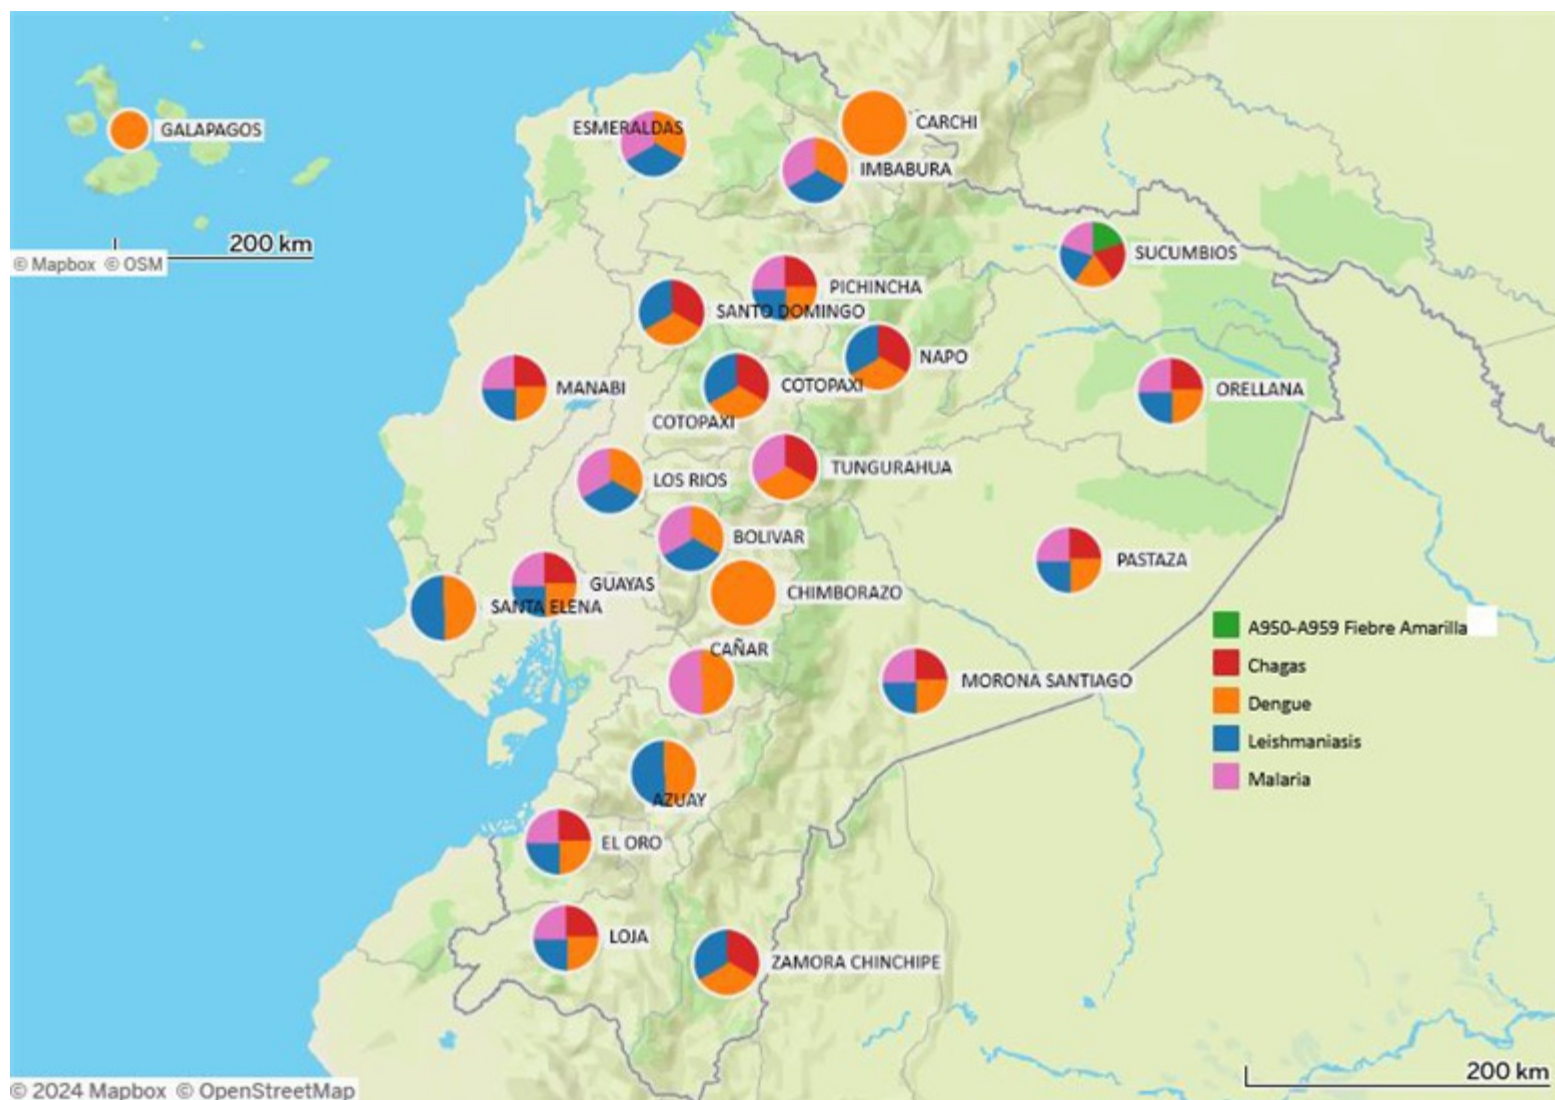 CARCHI
GALAPAGOS
ESMERALDAS
IMBABURA
200 km
© Mapbox © OSM
SUCUMBIOS
PICHINCHA
SANTO DOMINGO
NAPO
MANABI
COTOPAXI
ORELLANA
COTOPAXI
TUNGURAHUA
LOS RIOS
BOLIVAR
PASTAZA
GUAYAS
CHIMBORAZO
SANTA ELENA
A950-A959 Fiebre Amarilla
CAÑAR
Chagas
MORONA SANTIAGO
Dengue
Leishmaniasis
Malaria
AZUAY
EL ORO
LOJA
ZAMORA CHINCHIPE
200 km
© 2024 Mapbox © OpenStreetMap